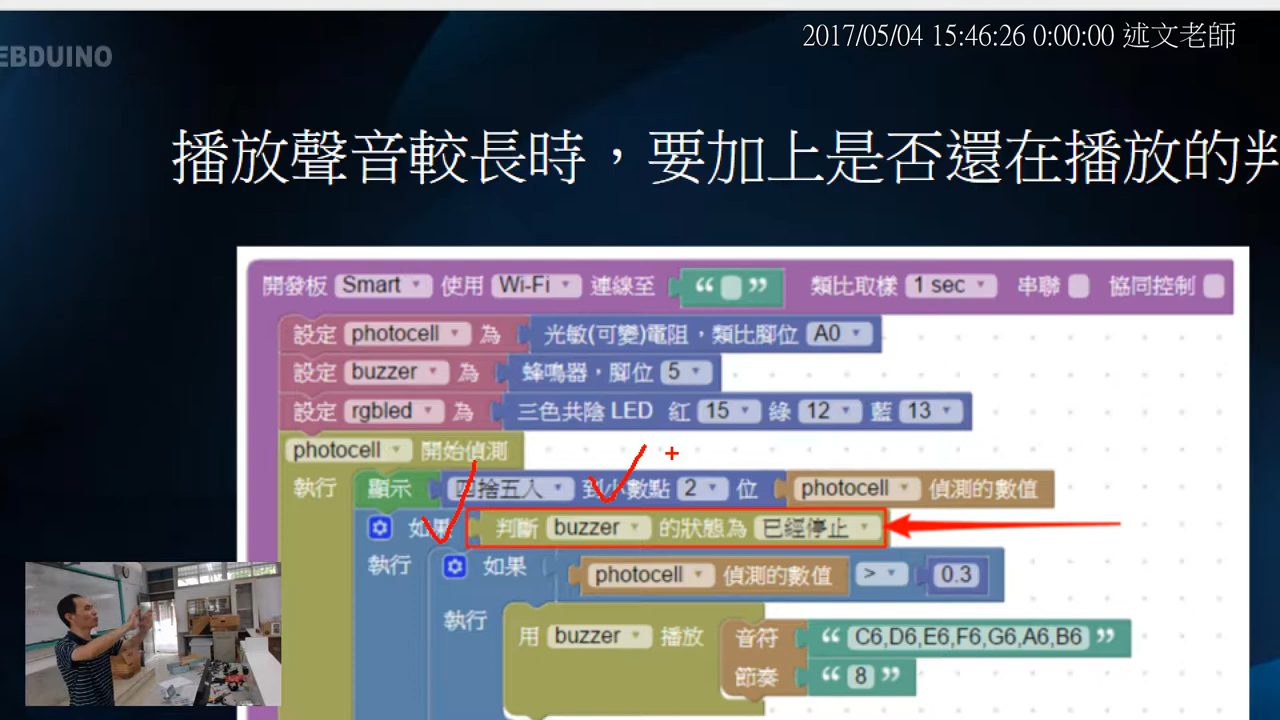 2017/05/04 15:46:26 0:00:00 述文老師
EBDUINO
播放聲音較長時，要加上是否還在播放的判
開發板 Smart 使用 Wi-Fi 連線至 “ ” 類比取樣 1 sec 串聯 協同控制
設定 photocell 為 光敏(可變)電阻，類比腳位 A0
設定 buzzer 為 蜂鳴器，腳位 5
設定 rgbled 為 三色共陰 LED 紅 15 綠 12 藍 13
photocell 開始偵測
執行 顯示 四捨五入 到小數點 2 位 photocell 偵測的數值
如果 判斷 buzzer 的狀態為 已經停止
執行 如果 photocell 偵測的數值 > 0.3
執行 用 buzzer 播放 音符 “ C6,D6,E6,F6,G6,A6,B6 ”
節奏 “ 8 ”